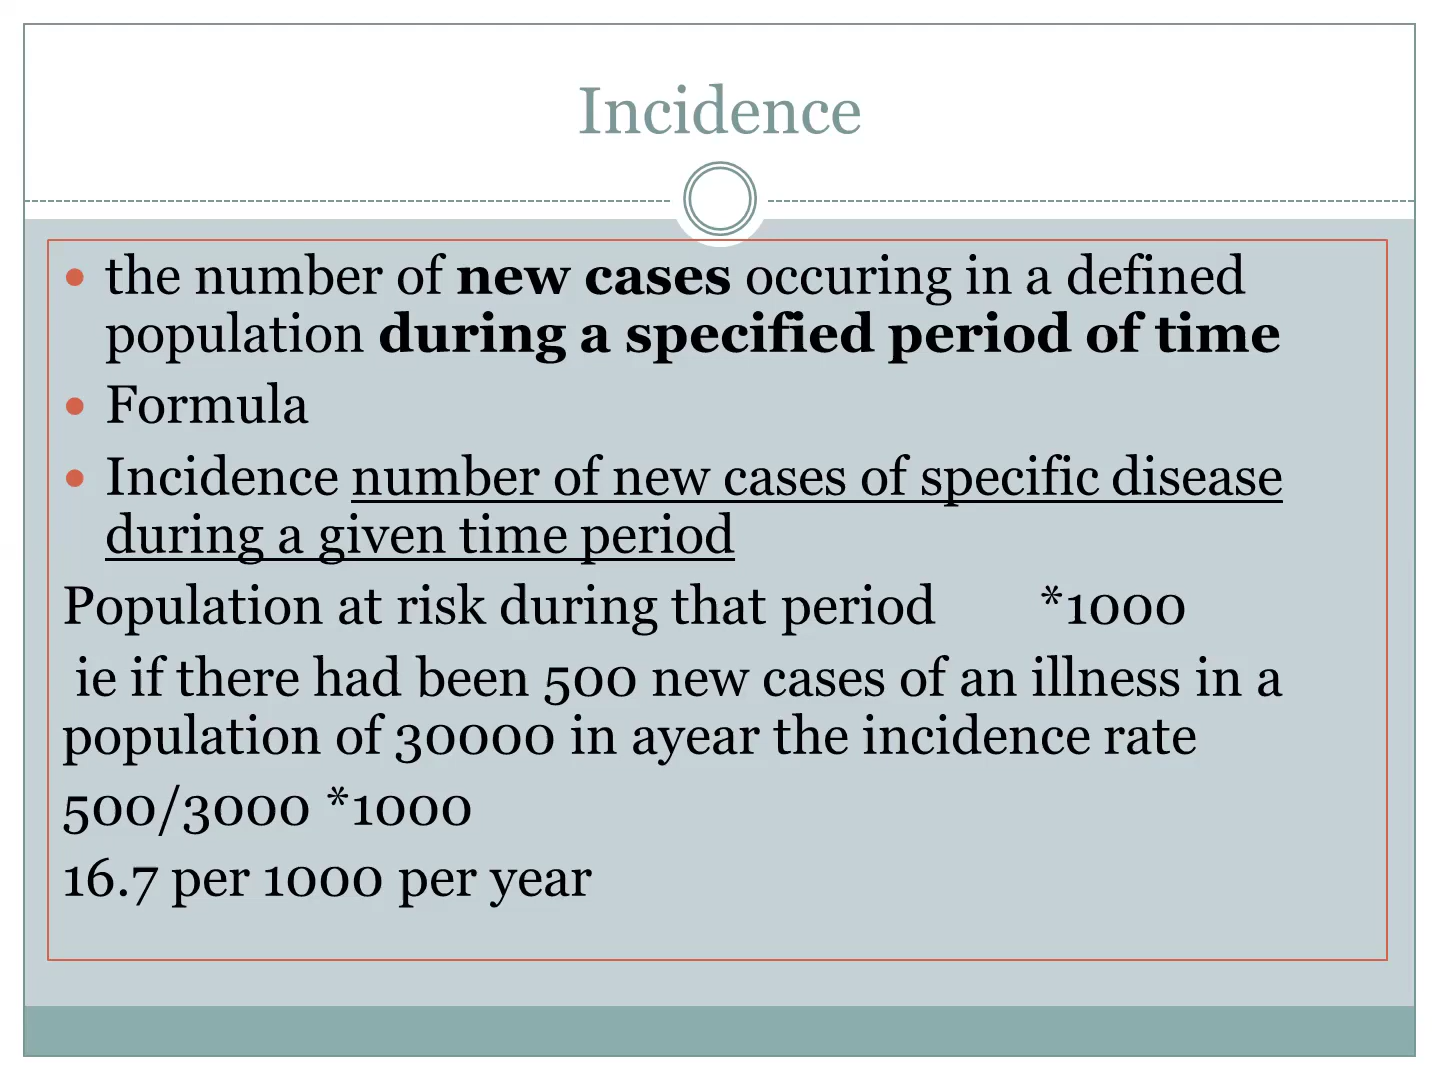 Incidence
• the number of new cases occuring in a defined
population during a specified period of time
• Formula
• Incidence number of new cases of specific disease
during a given time period
Population at risk during that period *1000
ie if there had been 500 new cases of an illness in a
population of 30000 in ayear the incidence rate
500/3000 *1000
16.7 per 1000 per year